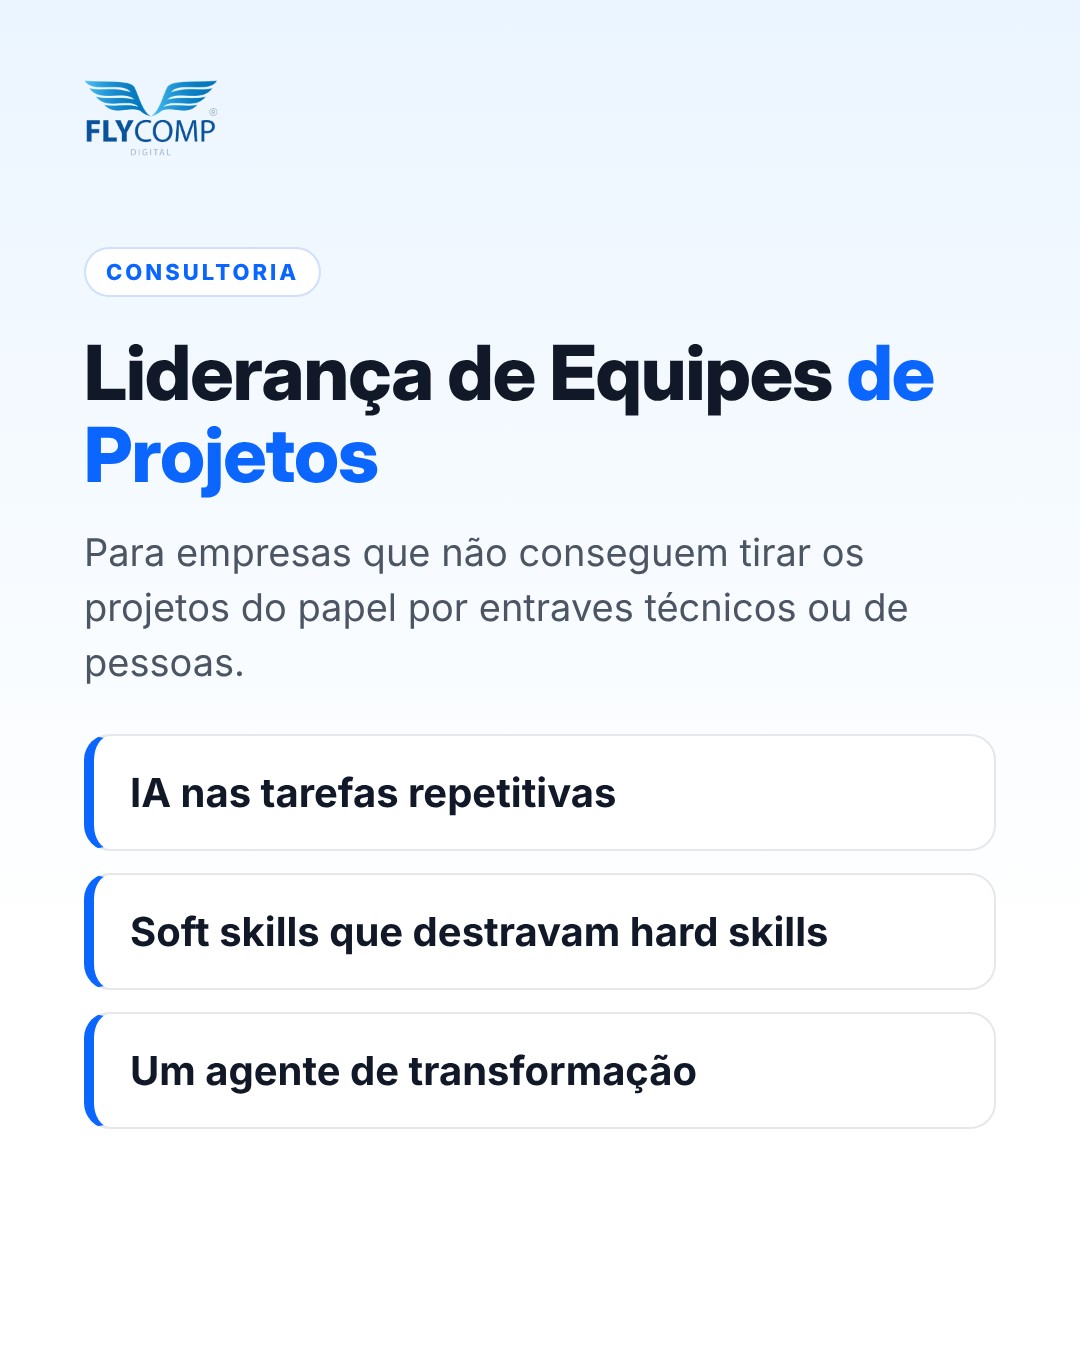 FLYCOMP
®
DIGITAL
CONSULTORIA
Liderança de Equipes de
Projetos
Para empresas que não conseguem tirar os
projetos do papel por entraves técnicos ou de
pessoas.
IA nas tarefas repetitivas
Soft skills que destravam hard skills
Um agente de transformação